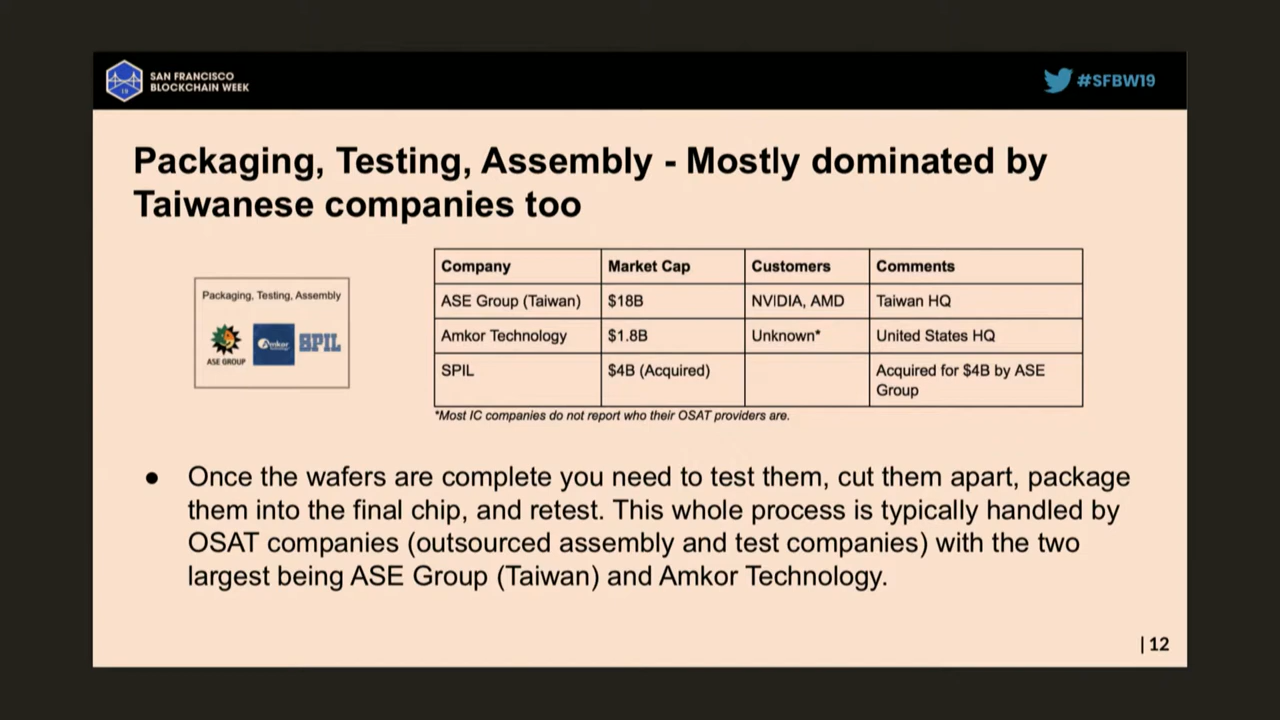 SAN FRANCISCO
BLOCKCHAIN WEEK
19
#SFBW19
Packaging, Testing, Assembly - Mostly dominated by
Taiwanese companies too
Packaging, Testing, Assembly
ASE GROUP
Amkor
Technology
SPIL
Company Market Cap Customers Comments
ASE Group (Taiwan) $18B NVIDIA, AMD Taiwan HQ
Amkor Technology $1.8B Unknown* United States HQ
SPIL $4B (Acquired) Acquired for $4B by ASE
Group
*Most IC companies do not report who their OSAT providers are.
● Once the wafers are complete you need to test them, cut them apart, package
them into the final chip, and retest. This whole process is typically handled by
OSAT companies (outsourced assembly and test companies) with the two
largest being ASE Group (Taiwan) and Amkor Technology.
| 12